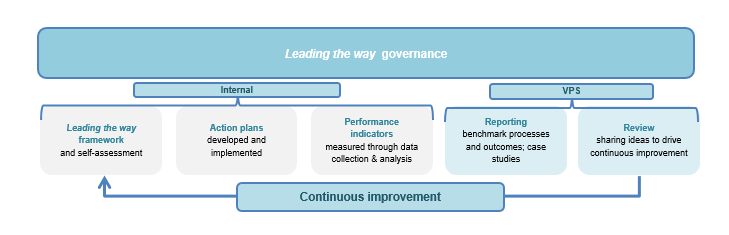 Leading the way governance
Internal
VPS
Leading the way
framework
and self-assessment
Action plans
developed and
implemented
Performance
indicators
measured through data
collection & analysis
Reporting
benchmark processes
and outcomes; case
studies
Review
sharing ideas to drive
continuous improvement
Continuous improvement